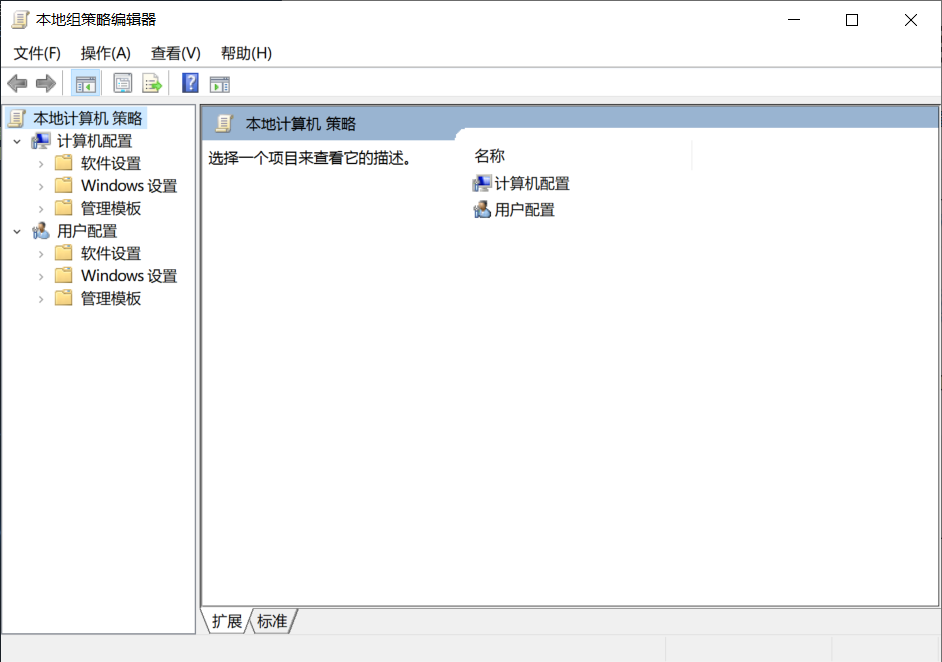 本地组策略编辑器
文件(F) 操作(A) 查看(V) 帮助(H)
本地计算机 策略
计算机配置
软件设置
Windows 设置
管理模板
用户配置
软件设置
Windows 设置
管理模板
本地计算机 策略
选择一个项目来查看它的描述。
名称
计算机配置
用户配置
扩展 标准